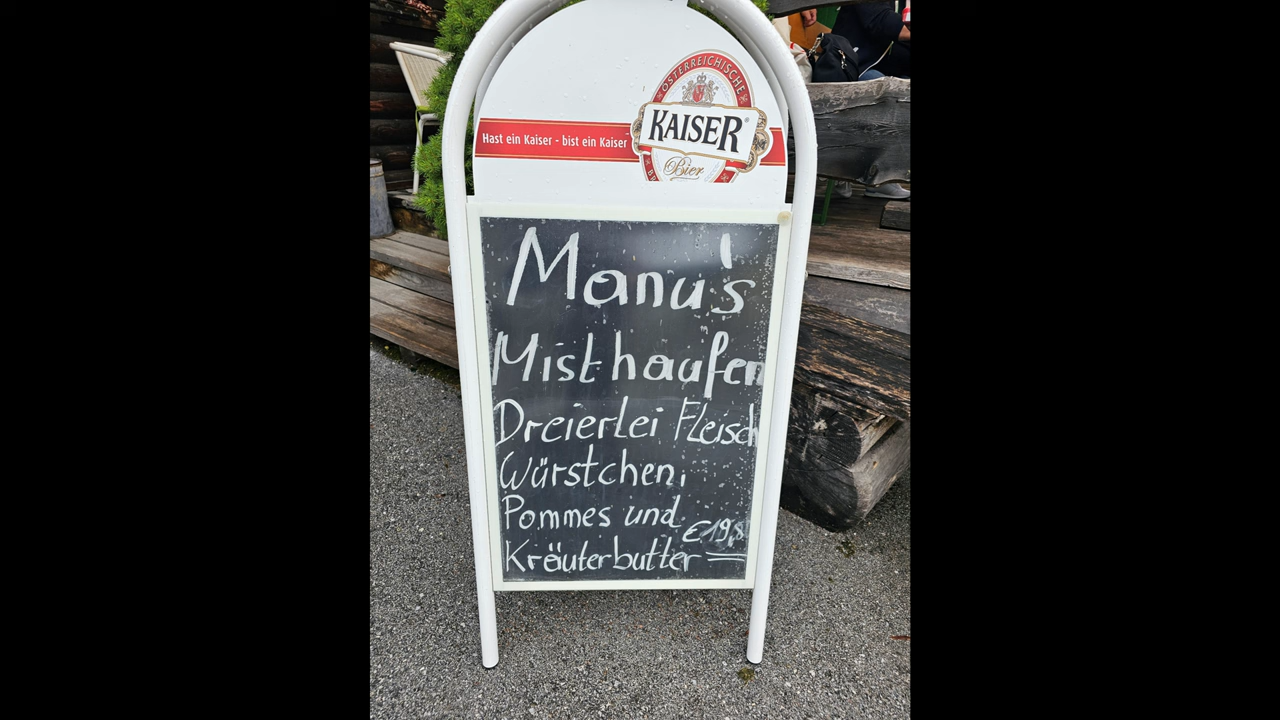 ÖSTERREICHISCHE
KAISER
Bier
Hast ein Kaiser - bist ein Kaiser
Manu's
Misthaufen
Dreierlei Fleisch
Würstchen,
Pommes und
€ 19,8
Kräuterbutter